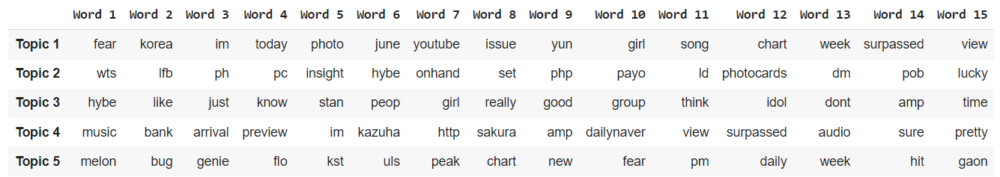 Word 1 Word 2 Word 3 Word 4 Word 5 Word 6 Word 7 Word 8 Word 9 Word 10 Word 11 Word 12 Word 13 Word 14 Word 15
Topic 1 fear korea im today photo june youtube issue yun girl song chart week surpassed view
Topic 2 wts lfb ph pc insight hybe onhand set php payo ld photocards dm pob lucky
Topic 3 hybe like just know stan peop girl really good group think idol dont amp time
Topic 4 music bank arrival preview im kazuha http sakura amp dailynaver view surpassed audio sure pretty
Topic 5 melon bug genie flo kst uls peak chart new fear pm daily week hit gaon